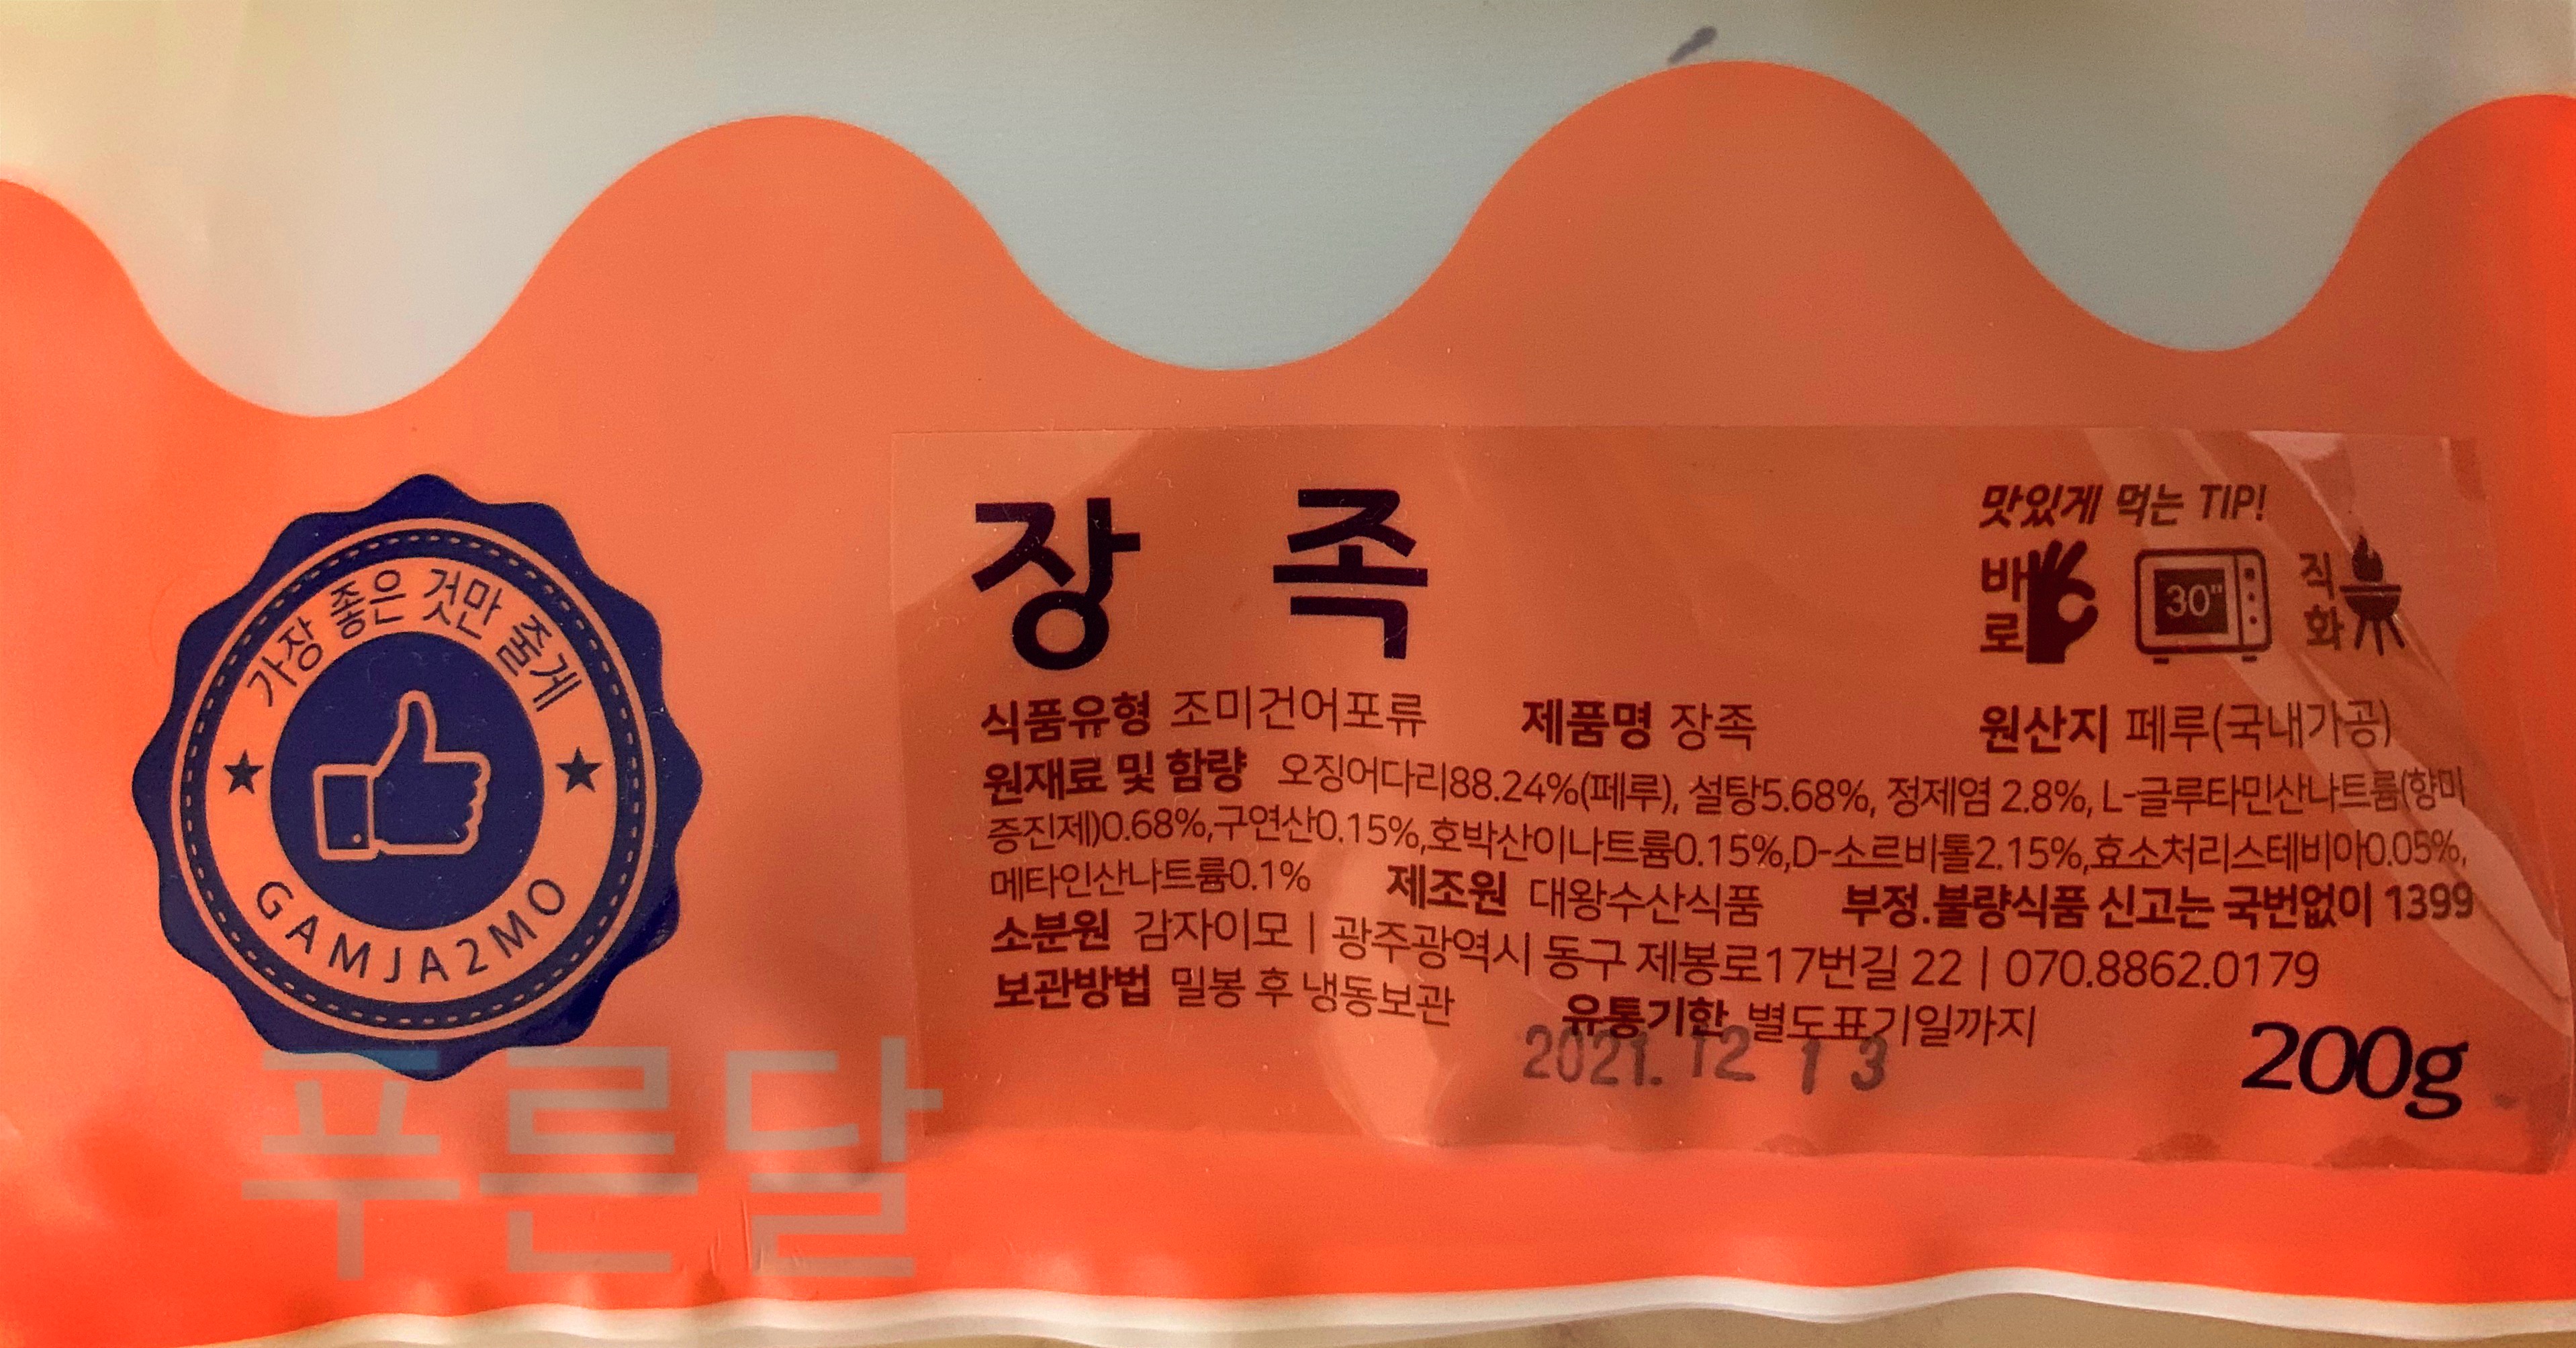 가장 좋은 것만 줄게
GAMJA2MO
장 족
맛있게 먹는 TIP!
바로 30" 직화
식품유형 조미건어포류 제품명 장족 원산지 페루(국내가공)
원재료 및 함량 오징어다리88.24%(페루), 설탕5.68%, 정제염 2.8%, L-글루타민산나트륨(향미
증진제)0.68%,구연산0.15%,호박산이나트륨0.15%,D-소르비톨2.15%,효소처리스테비아0.05%,
메타인산나트륨0.1% 제조원 대왕수산식품 부정.불량식품 신고는 국번없이 1399
소분원 감자이모 | 광주광역시 동구 제봉로17번길 22 | 070.8862.0179
보관방법 밀봉 후 냉동보관 유통기한 별도표기일까지
2021. 12 13
200g
푸른달